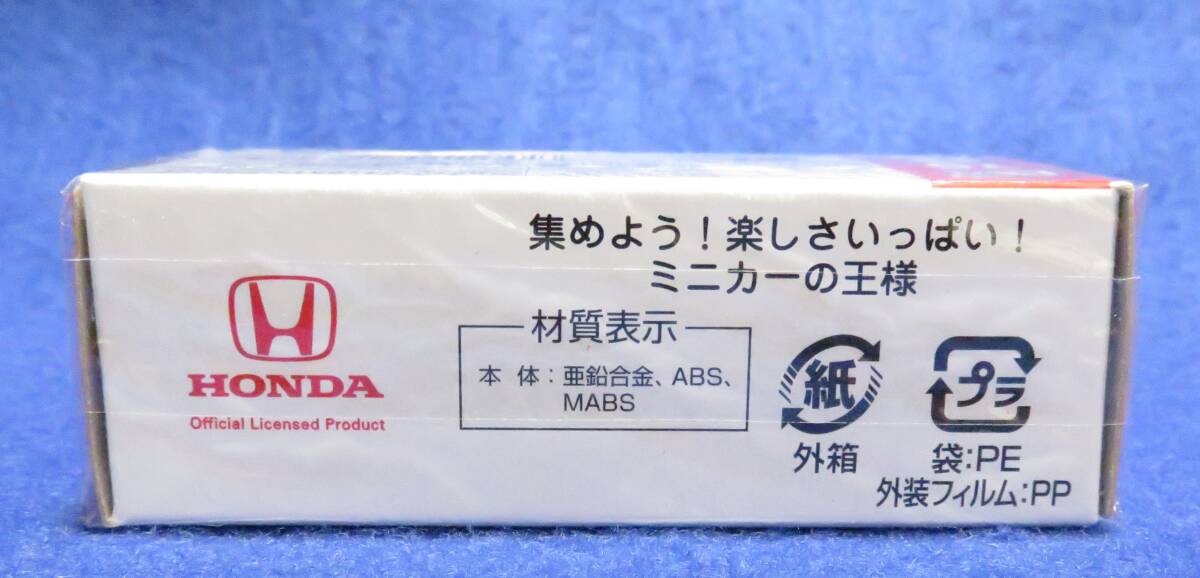 集めよう!楽しさいっぱい!
ミニカーの王様
HONDA
Official Licensed Product
材質表示
本 体:亜鉛合金、ABS、
MABS
紙
外箱
プラ
袋:PE
外装フィルム:PP